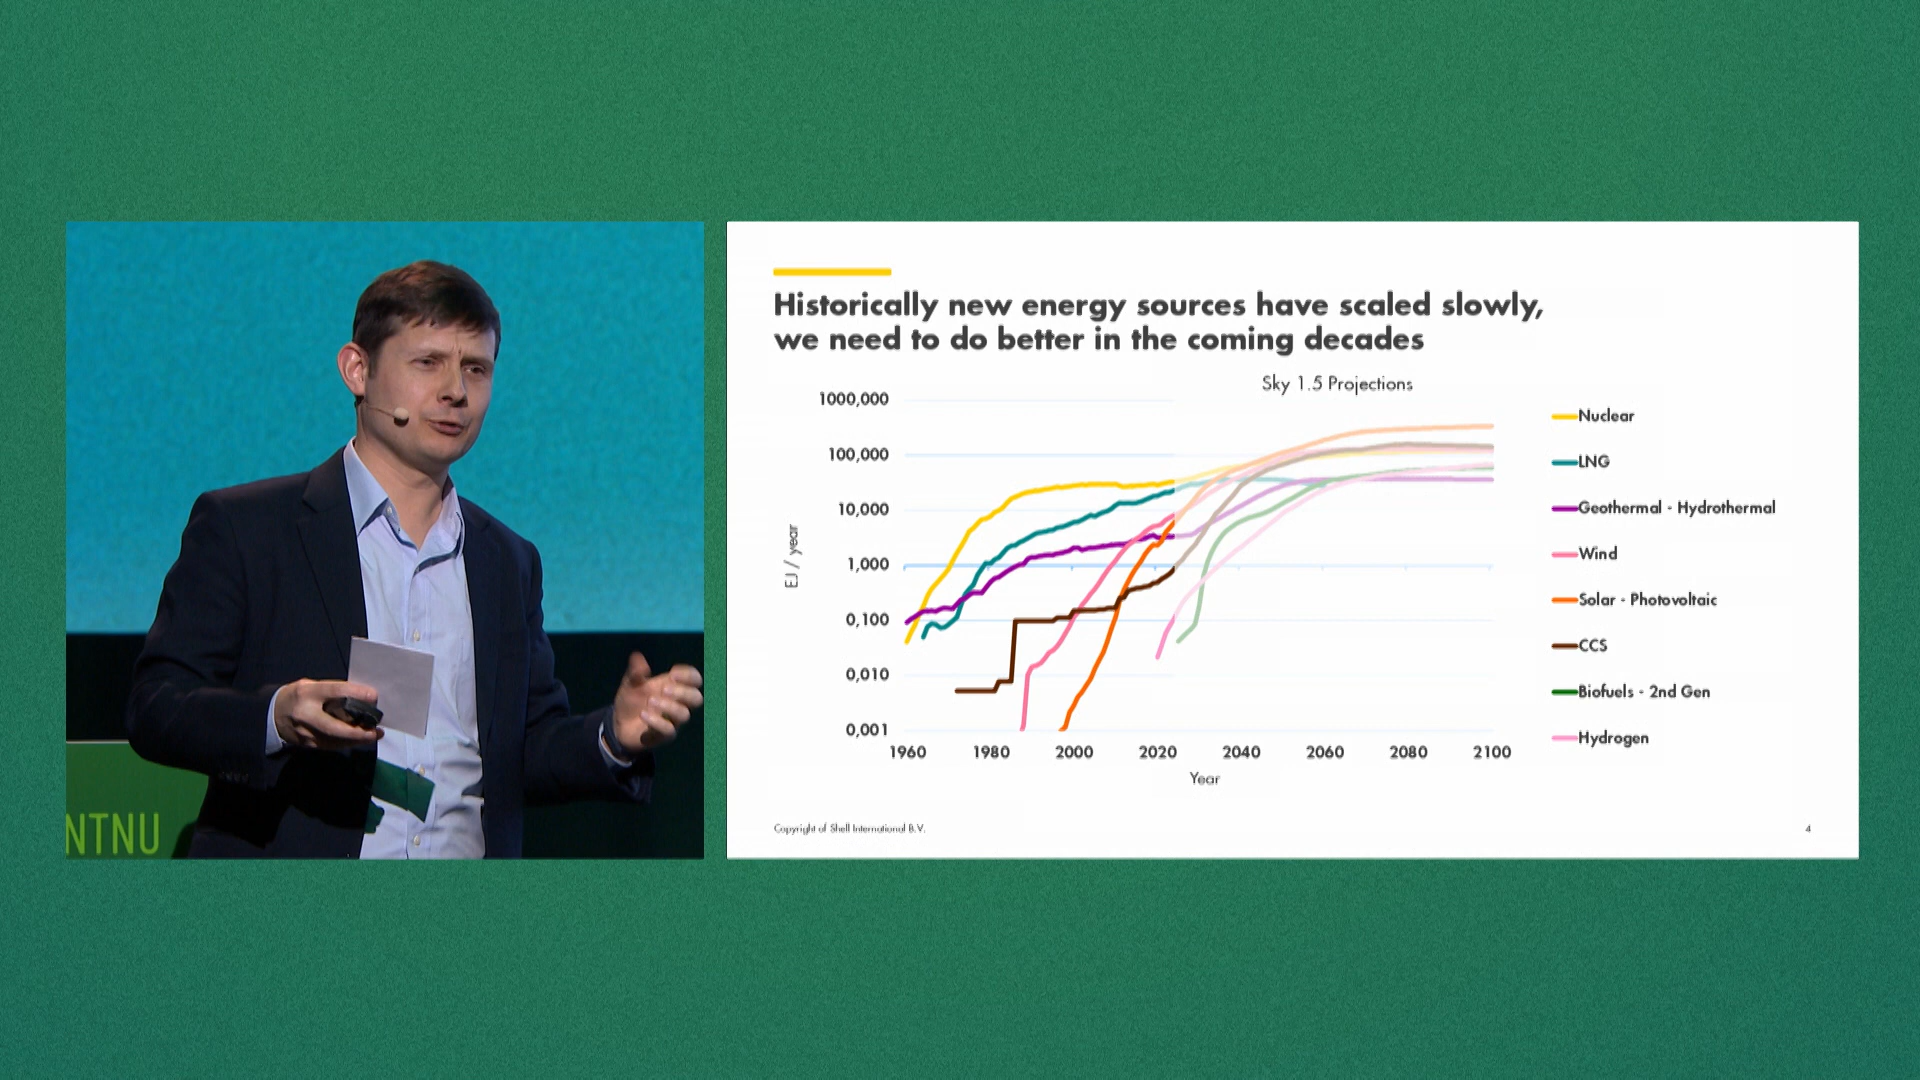 NTNU
Historically new energy sources have scaled slowly,
we need to do better in the coming decades
Sky 1.5 Projections
1000,000
100,000
10,000
1,000
0,100
0,010
0,001
EJ / year
1960 1980 2000 2020 2040 2060 2080 2100
Year
Nuclear
LNG
Geothermal - Hydrothermal
Wind
Solar - Photovoltaic
CCS
Biofuels - 2nd Gen
Hydrogen
Copyright of Shell International B.V.
4